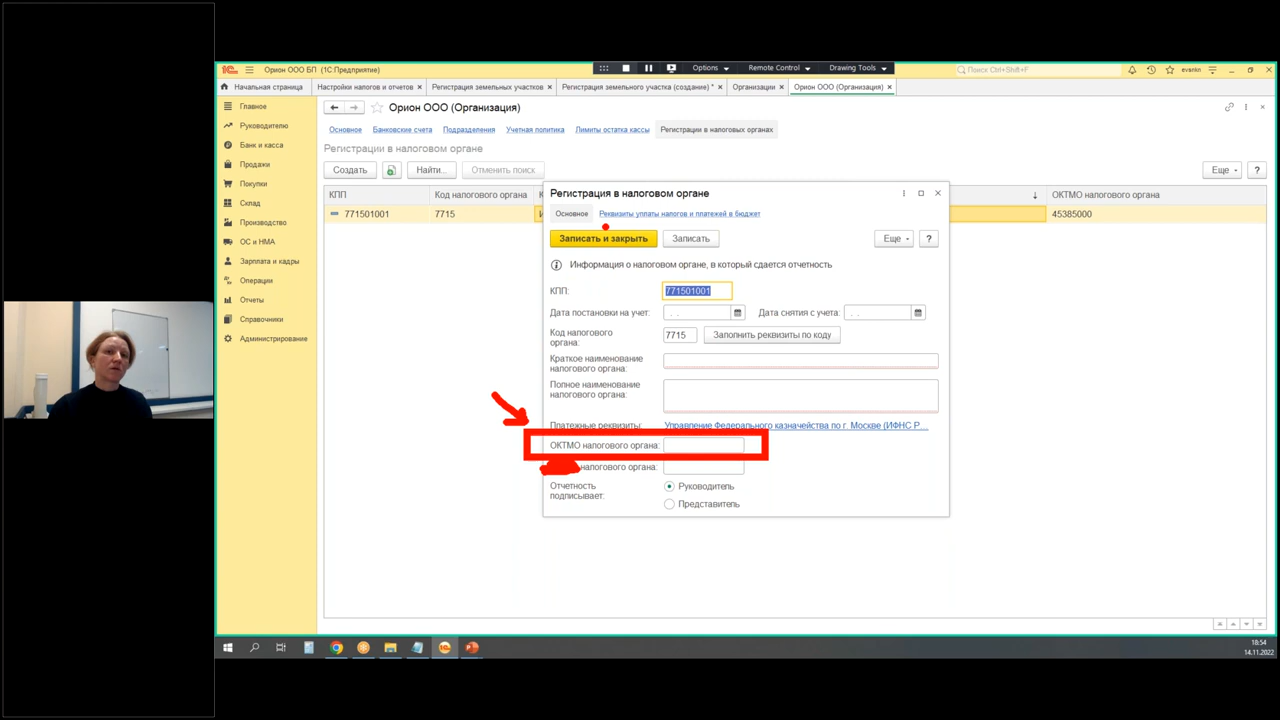 1С Орион ООО БП (1С:Предприятие) Options Remote Control Drawing Tools Поиск Ctrl+Shift+F evankn
Начальная страница Настройки налогов и отчетов Регистрация земельных участков Регистрация земельного участка (создание) * Организации Орион ООО (Организация)
Главное
Руководителю
Банк и касса
Продажи
Покупки
Склад
Производство
ОС и НМА
Зарплата и кадры
Операции
Отчеты
Справочники
Администрирование
Орион ООО (Организация)
Основное Банковские счета Подразделения Учетная политика Лимиты остатка кассы Регистрации в налоговых органах
Регистрации в налоговом органе
Создать Найти... Отменить поиск Еще ?
КПП Код налогового органа ОКТМО налогового органа
771501001 7715 45385000
Регистрация в налоговом органе
Основное Реквизиты уплаты налогов и платежей в бюджет
Записать и закрыть Записать Еще ?
Информация о налоговом органе, в который сдается отчетность
КПП: 771501001
Дата постановки на учет: . . Дата снятия с учета: . .
Код налогового органа: 7715 Заполнить реквизиты по коду
Краткое наименование
налогового органа:
Полное наименование
налогового органа:
Платежные реквизиты: Управление Федерального казначейства по г. Москве (ИФНС Р...
ОКТМО налогового органа:
налогового органа:
Отчетность
подписывает:
Руководитель
Представитель
18:54
14.11.2022